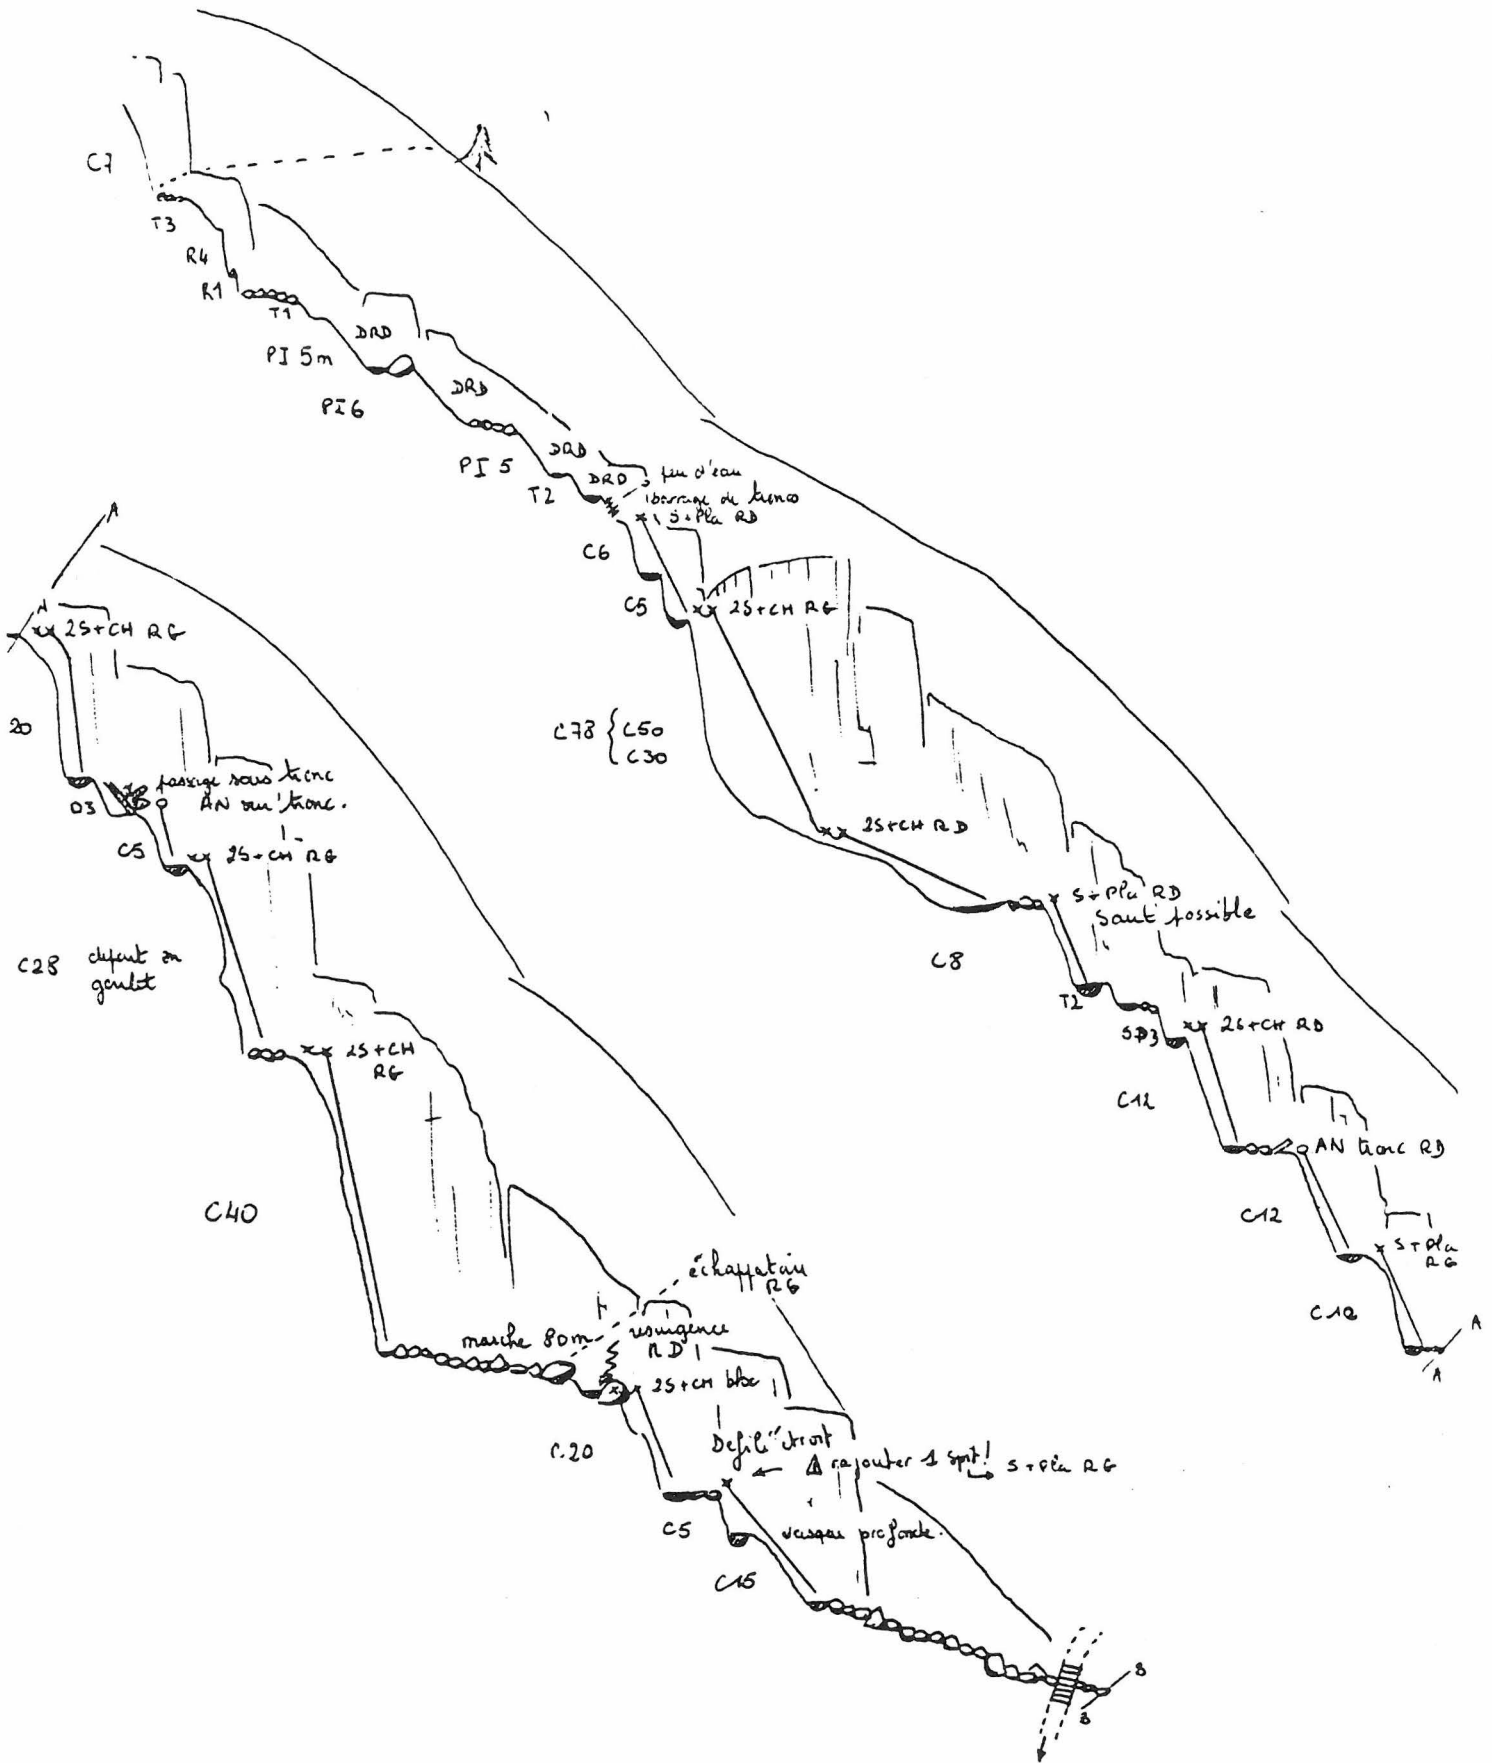 C7
T3
R4
R1
T1
PI 5m
DRD
PI 6
DRD
PI 5
DRD
T2
DRD
peu d'eau
barrage de troncs
S+Pla RD
C6
C5
2S+CH RG
C78 { C50
C30
2S+CH RD
C8
S+Pla RD
Saut possible
T2
SD3
2S+CH RD
C12
AN tronc RD
C12
S+Pla
RG
A
A
A
2S+CH RG
20
D3
passage sous tronc
AN sur tronc.
C5
2S+CH RG
C28
départ en
goulet
2S+CH
RG
C40
échappatoire
RG
marche 80m
résurgence
RD
2S+CH bloc
C20
Défilé étroit
rajouter 1 spit!
S+Pla RG
C5
vasque profonde.
C15
B
B